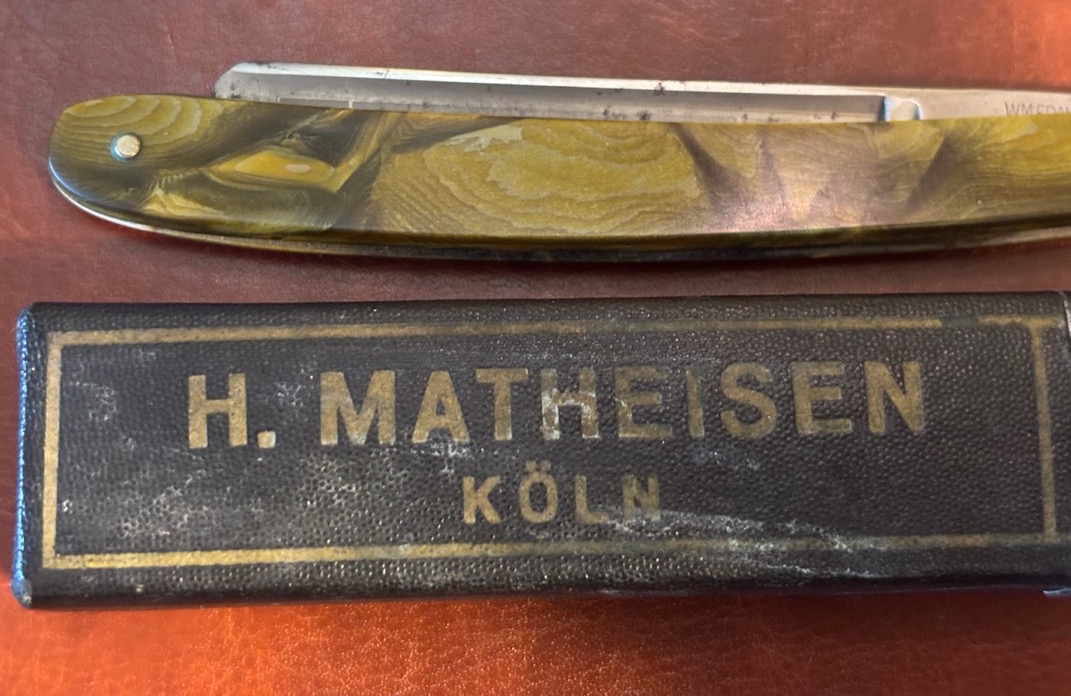 H. MATHEISEN
KÖLN